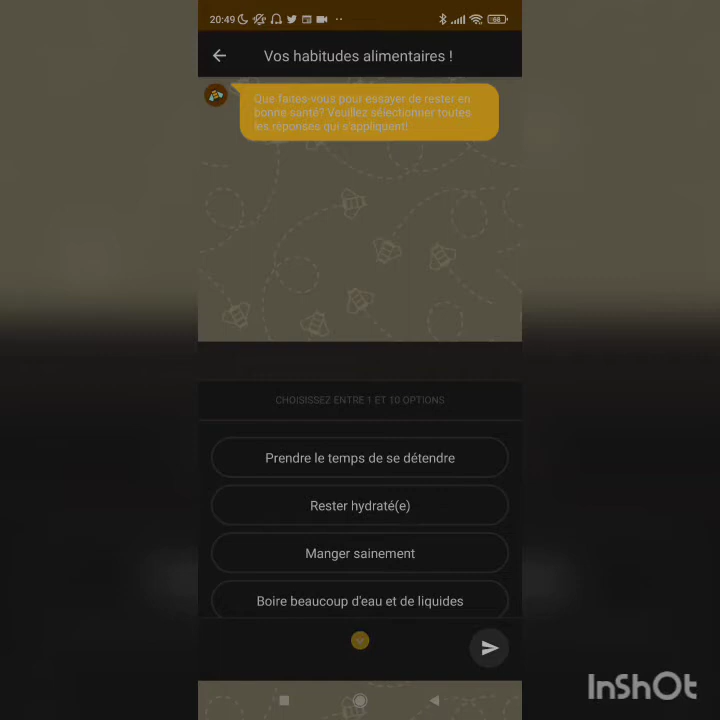 20:49
68
Vos habitudes alimentaires !
Que faites-vous pour essayer de rester en
bonne santé? Veuillez sélectionner toutes
les réponses qui s'appliquent!
CHOISISSEZ ENTRE 1 ET 10 OPTIONS
Prendre le temps de se détendre
Rester hydraté(e)
Manger sainement
Boire beaucoup d'eau et de liquides
InShOt